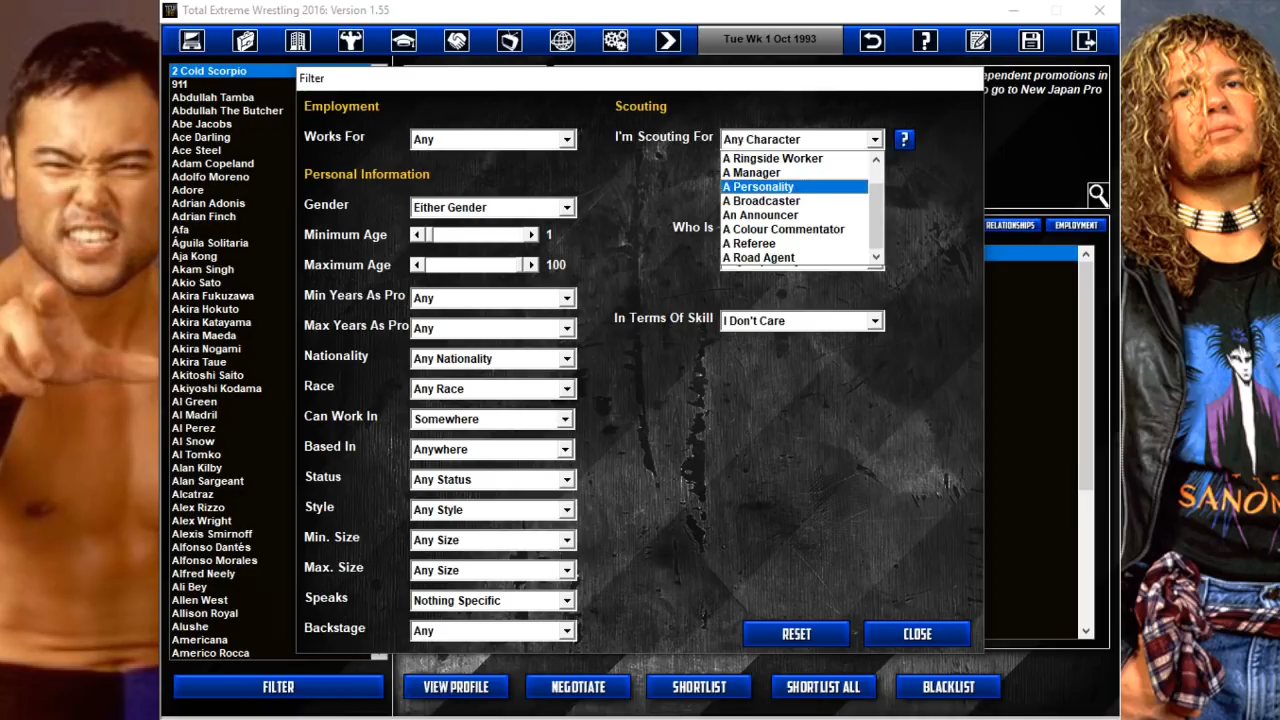 Total Extreme Wrestling 2016: Version 1.55
Tue Wk 1 Oct 1993
2 Cold Scorpio
911
Abdullah Tamba
Abdullah The Butcher
Abe Jacobs
Ace Darling
Ace Steel
Adam Copeland
Adolfo Moreno
Adore
Adrian Adonis
Adrian Finch
Afa
Águila Solitaria
Aja Kong
Akam Singh
Akio Sato
Akira Fukuzawa
Akira Hokuto
Akira Katayama
Akira Maeda
Akira Nogami
Akira Taue
Akitoshi Saito
Akiyoshi Kodama
Al Green
Al Madril
Al Perez
Al Snow
Al Tomko
Alan Kilby
Alan Sargeant
Alcatraz
Alex Rizzo
Alex Wright
Alexis Smirnoff
Alfonso Dantés
Alfonso Morales
Alfred Neely
Ali Bey
Allen West
Allison Royal
Alushe
Americana
Americo Rocca
FILTER
Filter
Employment
Works For Any
Personal Information
Gender Either Gender
Minimum Age 1
Maximum Age 100
Min Years As Pro Any
Max Years As Pro Any
Nationality Any Nationality
Race Any Race
Can Work In Somewhere
Based In Anywhere
Status Any Status
Style Any Style
Min. Size Any Size
Max. Size Any Size
Speaks Nothing Specific
Backstage Any
Scouting
I'm Scouting For Any Character ?
A Ringside Worker
A Manager
A Personality
A Broadcaster
An Announcer
A Colour Commentator
A Referee
A Road Agent
Who Is
In Terms Of Skill I Don't Care
RESET CLOSE
ependent promotions in
o go to New Japan Pro
RELATIONSHIPS EMPLOYMENT
VIEW PROFILE NEGOTIATE SHORTLIST SHORTLIST ALL BLACKLIST